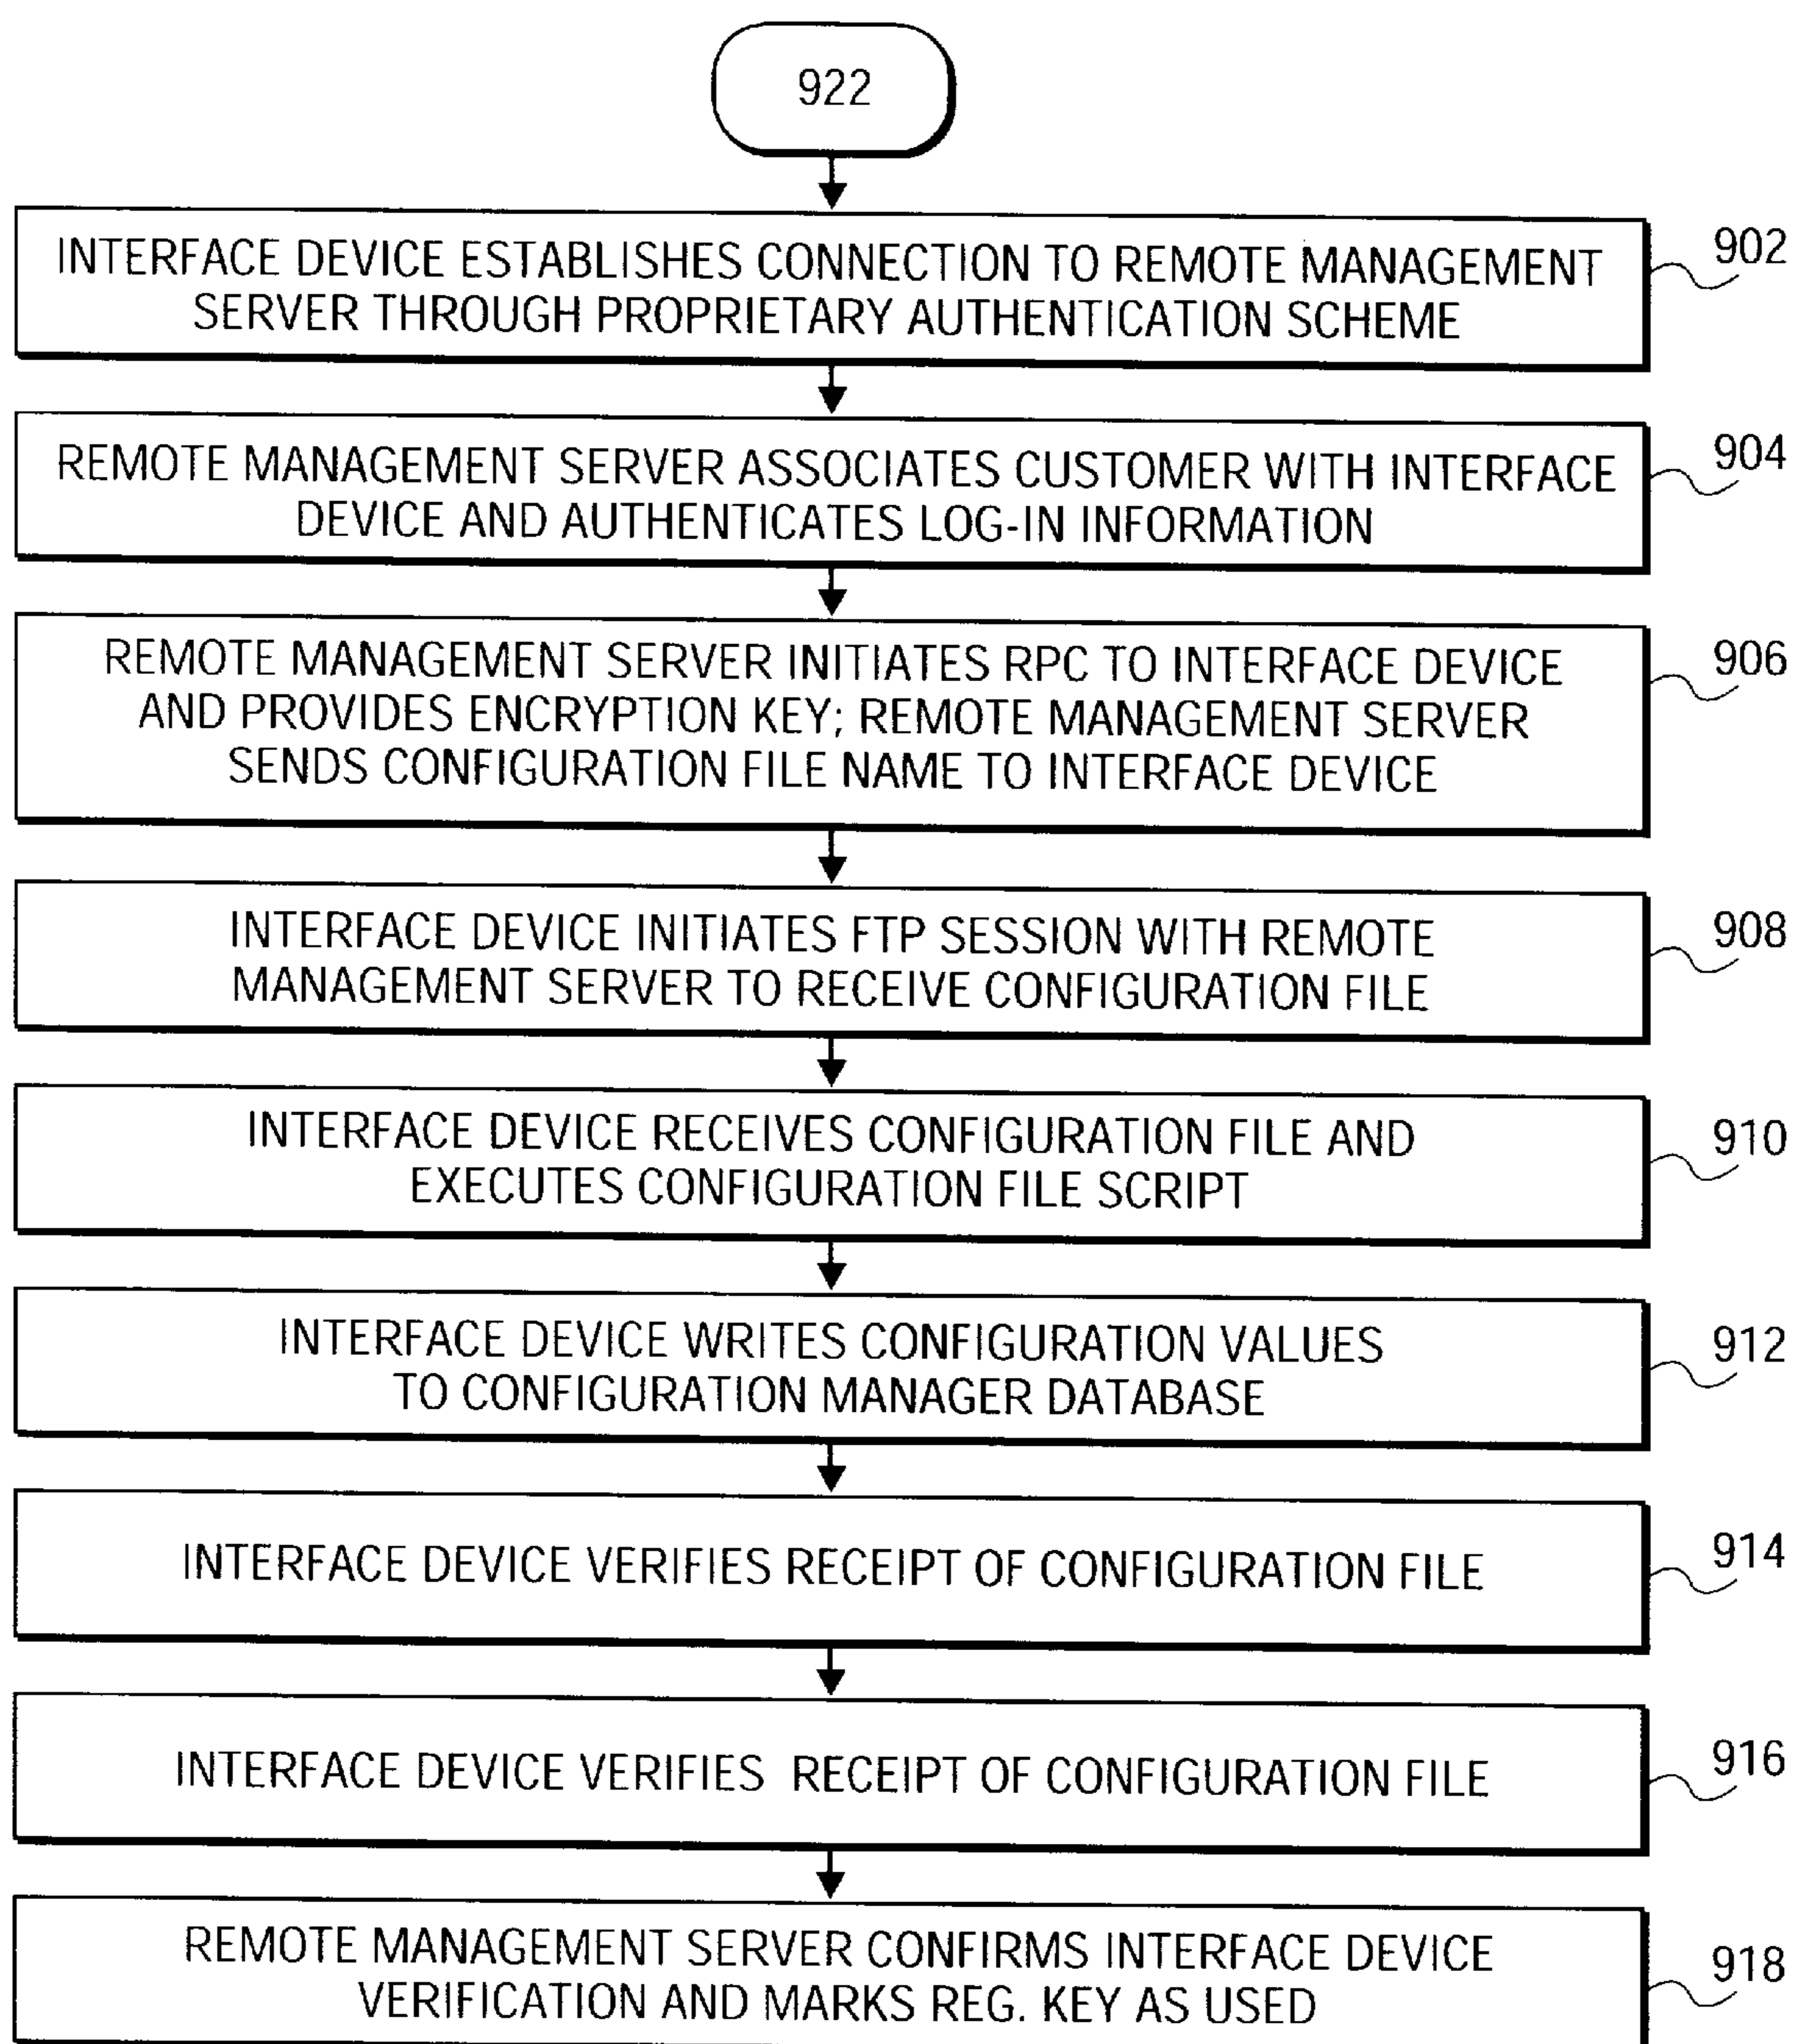 922
INTERFACE DEVICE ESTABLISHES CONNECTION TO REMOTE MANAGEMENT
SERVER THROUGH PROPRIETARY AUTHENTICATION SCHEME
902
REMOTE MANAGEMENT SERVER ASSOCIATES CUSTOMER WITH INTERFACE
DEVICE AND AUTHENTICATES LOG-IN INFORMATION
904
REMOTE MANAGEMENT SERVER INITIATES RPC TO INTERFACE DEVICE
AND PROVIDES ENCRYPTION KEY; REMOTE MANAGEMENT SERVER
SENDS CONFIGURATION FILE NAME TO INTERFACE DEVICE
906
INTERFACE DEVICE INITIATES FTP SESSION WITH REMOTE
MANAGEMENT SERVER TO RECEIVE CONFIGURATION FILE
908
INTERFACE DEVICE RECEIVES CONFIGURATION FILE AND
EXECUTES CONFIGURATION FILE SCRIPT
910
INTERFACE DEVICE WRITES CONFIGURATION VALUES
TO CONFIGURATION MANAGER DATABASE
912
INTERFACE DEVICE VERIFIES RECEIPT OF CONFIGURATION FILE
914
INTERFACE DEVICE VERIFIES RECEIPT OF CONFIGURATION FILE
916
REMOTE MANAGEMENT SERVER CONFIRMS INTERFACE DEVICE
VERIFICATION AND MARKS REG. KEY AS USED
918